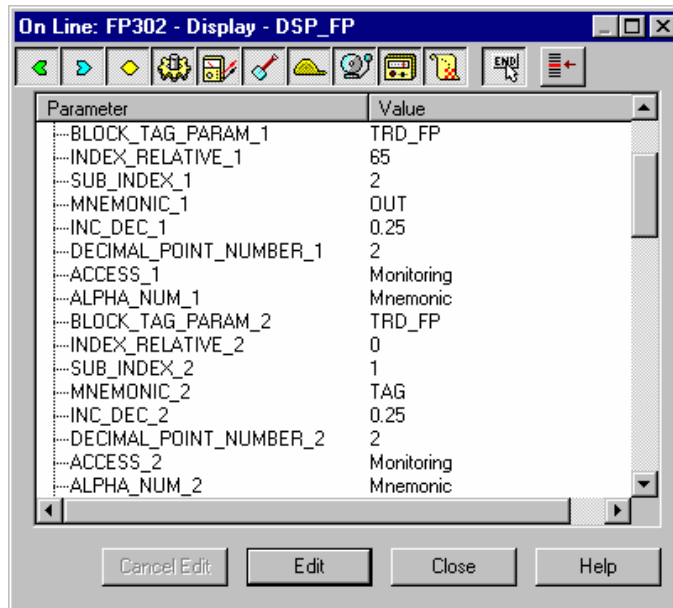 On Line: FP302 - Display - DSP_FP
END
Parameter Value
BLOCK_TAG_PARAM_1 TRD_FP
INDEX_RELATIVE_1 65
SUB_INDEX_1 2
MNEMONIC_1 OUT
INC_DEC_1 0.25
DECIMAL_POINT_NUMBER_1 2
ACCESS_1 Monitoring
ALPHA_NUM_1 Mnemonic
BLOCK_TAG_PARAM_2 TRD_FP
INDEX_RELATIVE_2 0
SUB_INDEX_2 1
MNEMONIC_2 TAG
INC_DEC_2 0.25
DECIMAL_POINT_NUMBER_2 2
ACCESS_2 Monitoring
ALPHA_NUM_2 Mnemonic
Cancel Edit Edit Close Help